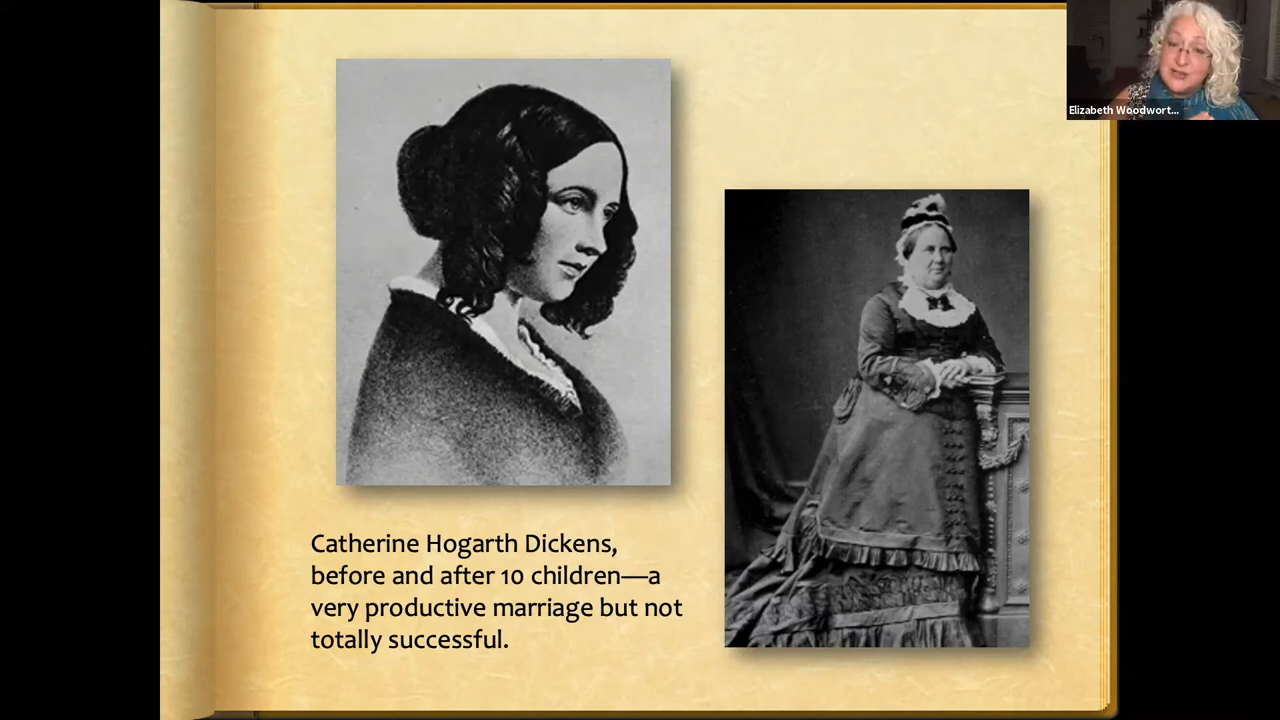 Elizabeth Woodwort...
Catherine Hogarth Dickens,
before and after 10 children—a
very productive marriage but not
totally successful.